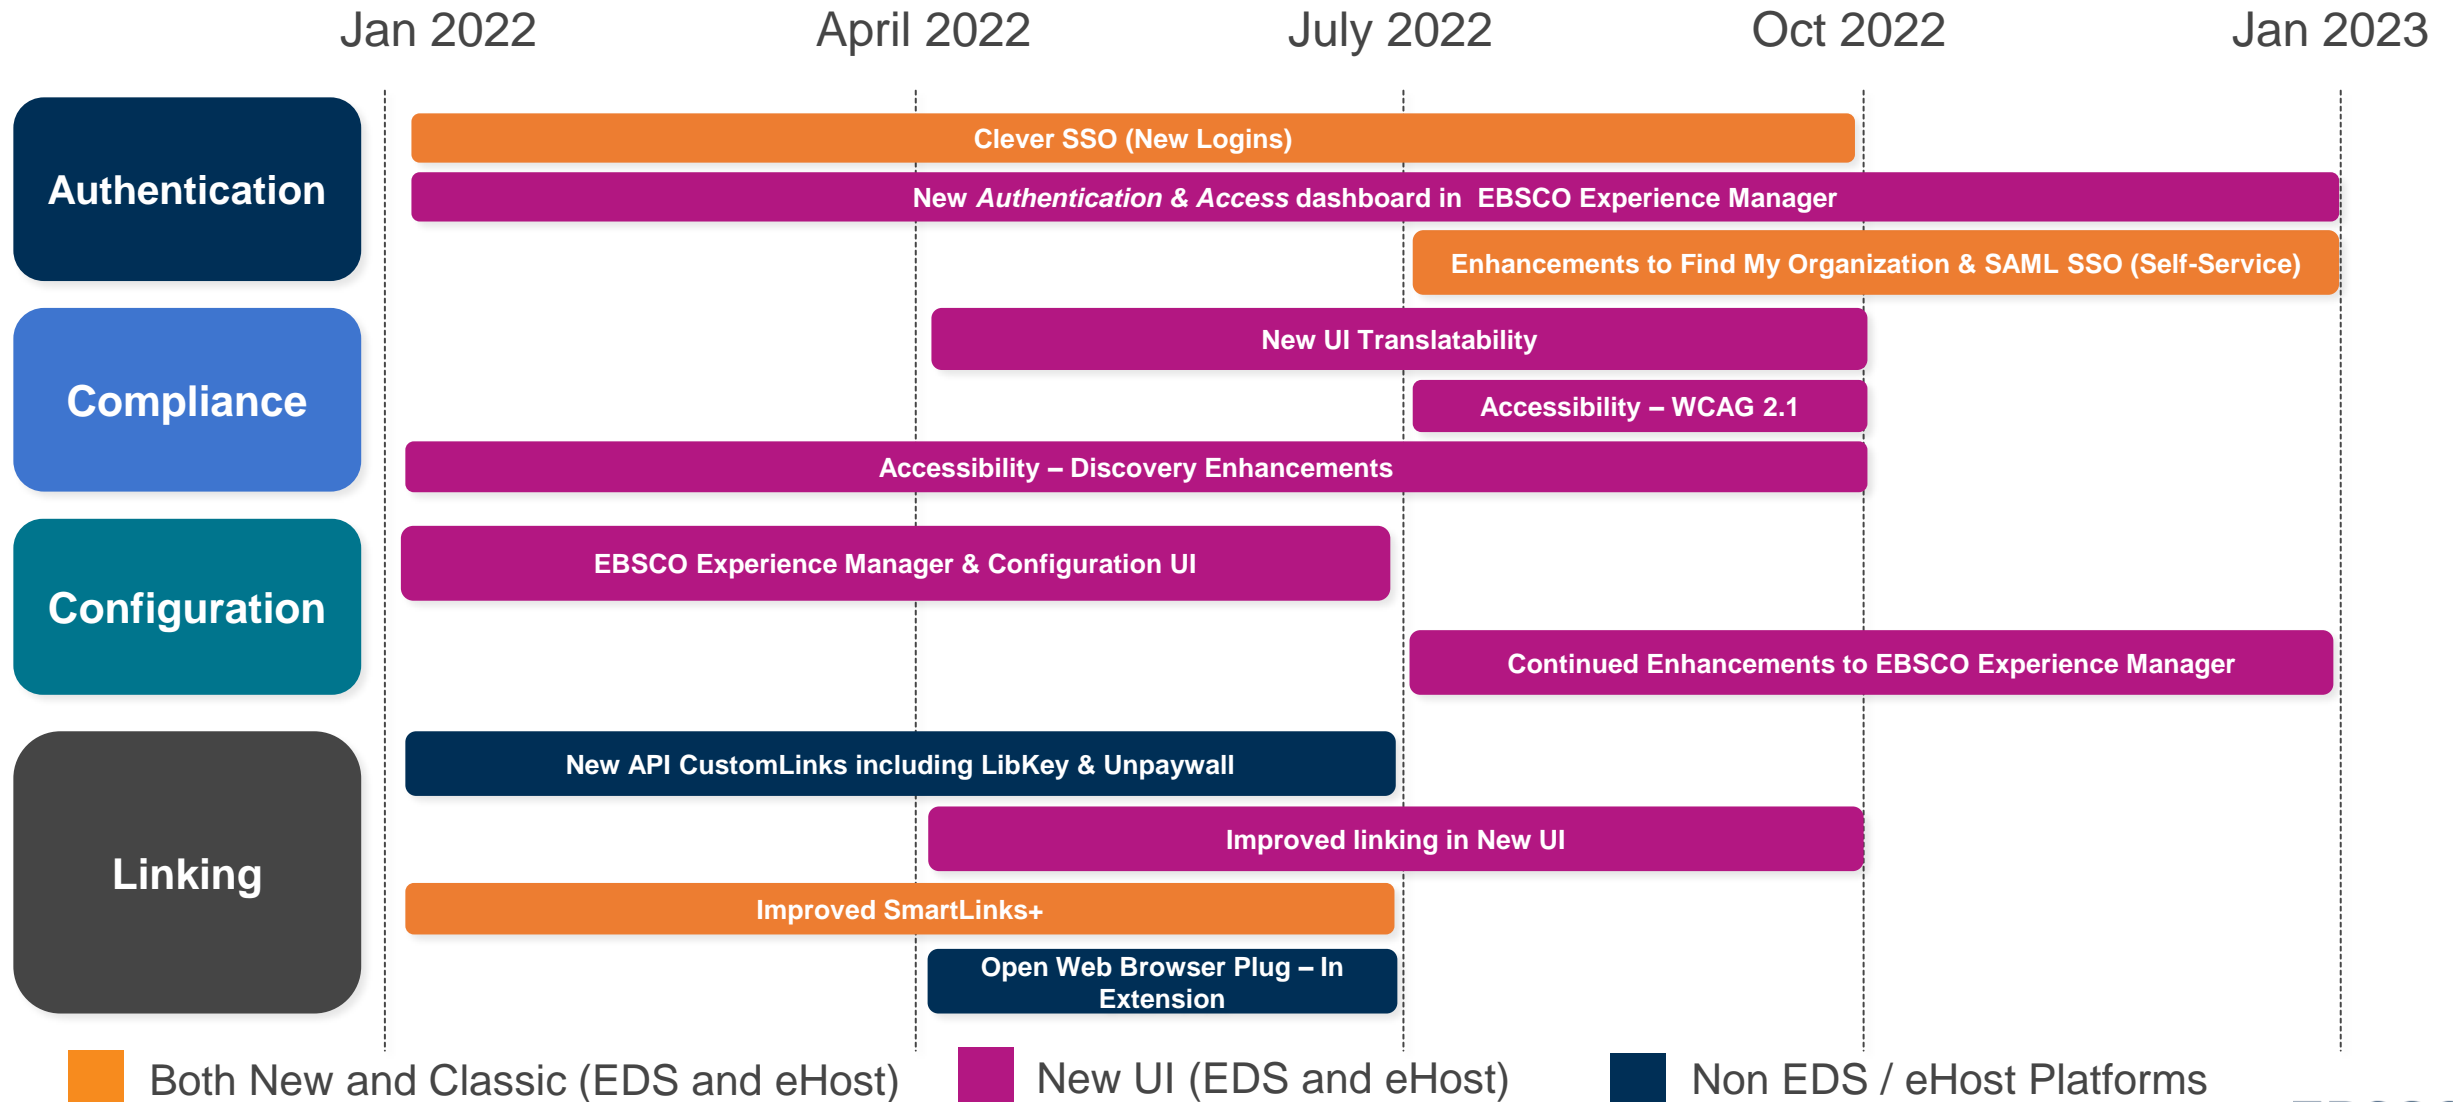 Jan 2022
April 2022
July 2022
Oct 2022
Jan 2023
Authentication
Clever SSO (New Logins)
New Authentication & Access dashboard in EBSCO Experience Manager
Enhancements to Find My Organization & SAML SSO (Self-Service)
Compliance
New UI Translatability
Accessibility – WCAG 2.1
Accessibility – Discovery Enhancements
Configuration
EBSCO Experience Manager & Configuration UI
Continued Enhancements to EBSCO Experience Manager
Linking
New API CustomLinks including LibKey & Unpaywall
Improved linking in New UI
Improved SmartLinks+
Open Web Browser Plug – In
Extension
Both New and Classic (EDS and eHost)
New UI (EDS and eHost)
Non EDS / eHost Platforms